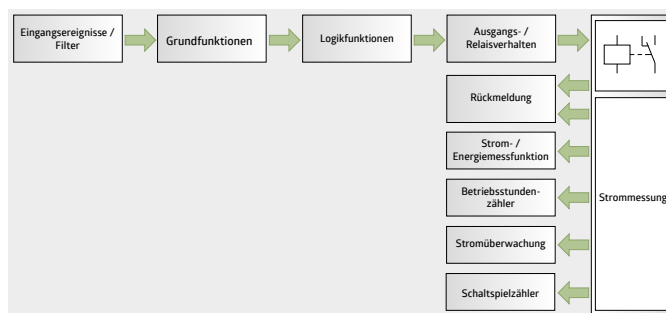 Eingangsereignisse /
Filter
Grundfunktionen
Logikfunktionen
Ausgangs- /
Relaisverhalten
Rückmeldung
Strom- /
Energiemessfunktion
Betriebsstunden-
zähler
Strommessung
Stromüberwachung
Schaltspielzähler